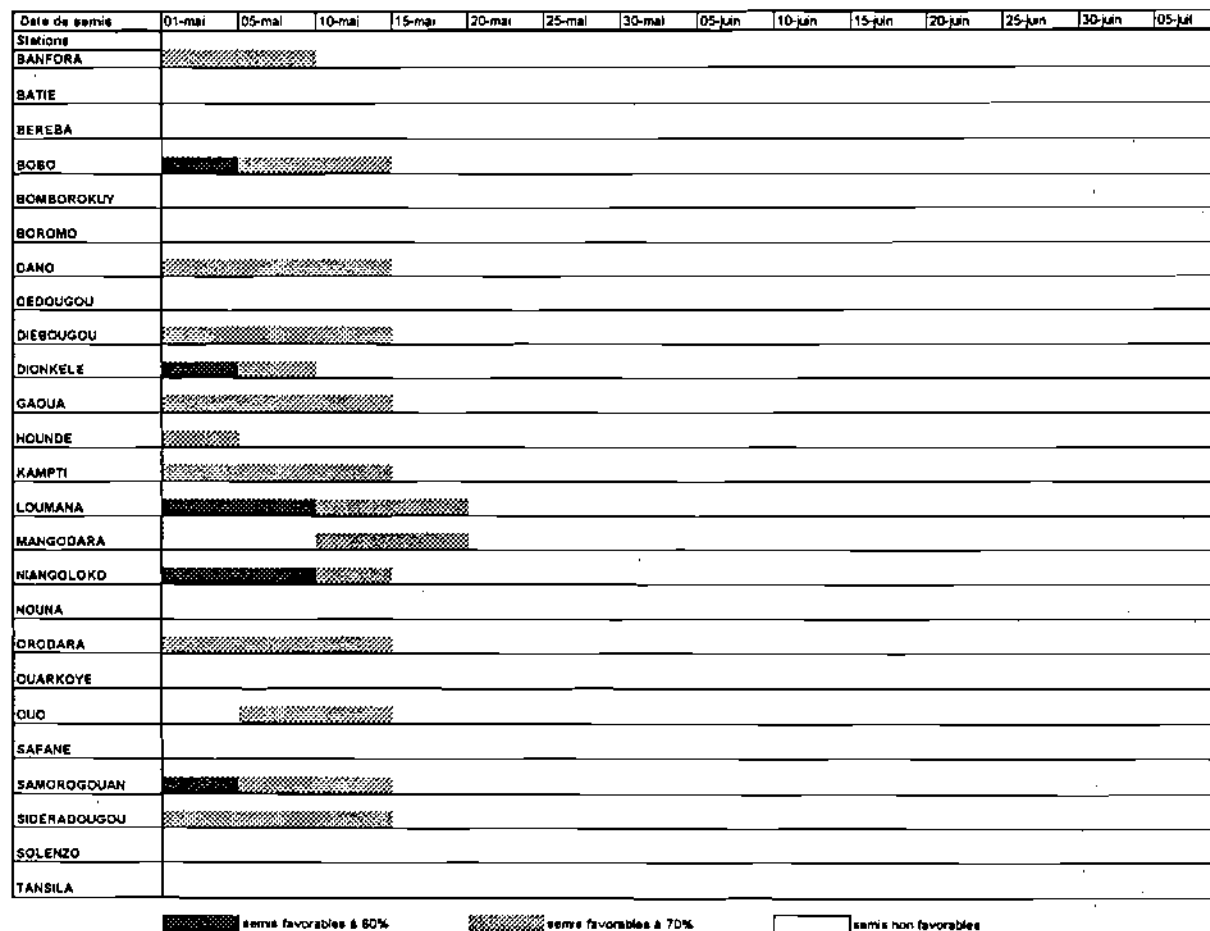 Date de semis 01-mai 05-mai 10-mai 15-mai 20-mai 25-mai 30-mai 05-juin 10-juin 15-juin 20-juin 25-juin 30-juin 05-juil
Stations
BANFORA
BATIE
BEREBA
BOBO
BOMBOROKUY
BOROMO
DANO
DEDOUGOU
DIEBOUGOU
DIONKELE
GAOUA
HOUNDE
KAMPTI
LOUMANA
MANGODARA
NIANGOLOKO
NOUNA
ORODARA
OUARKOYE
OUO
SAFANE
SAMOROGOUAN
SIDERADOUGOU
SOLENZO
TANSILA
semis favorables à 80% semis favorables à 70% semis non favorables